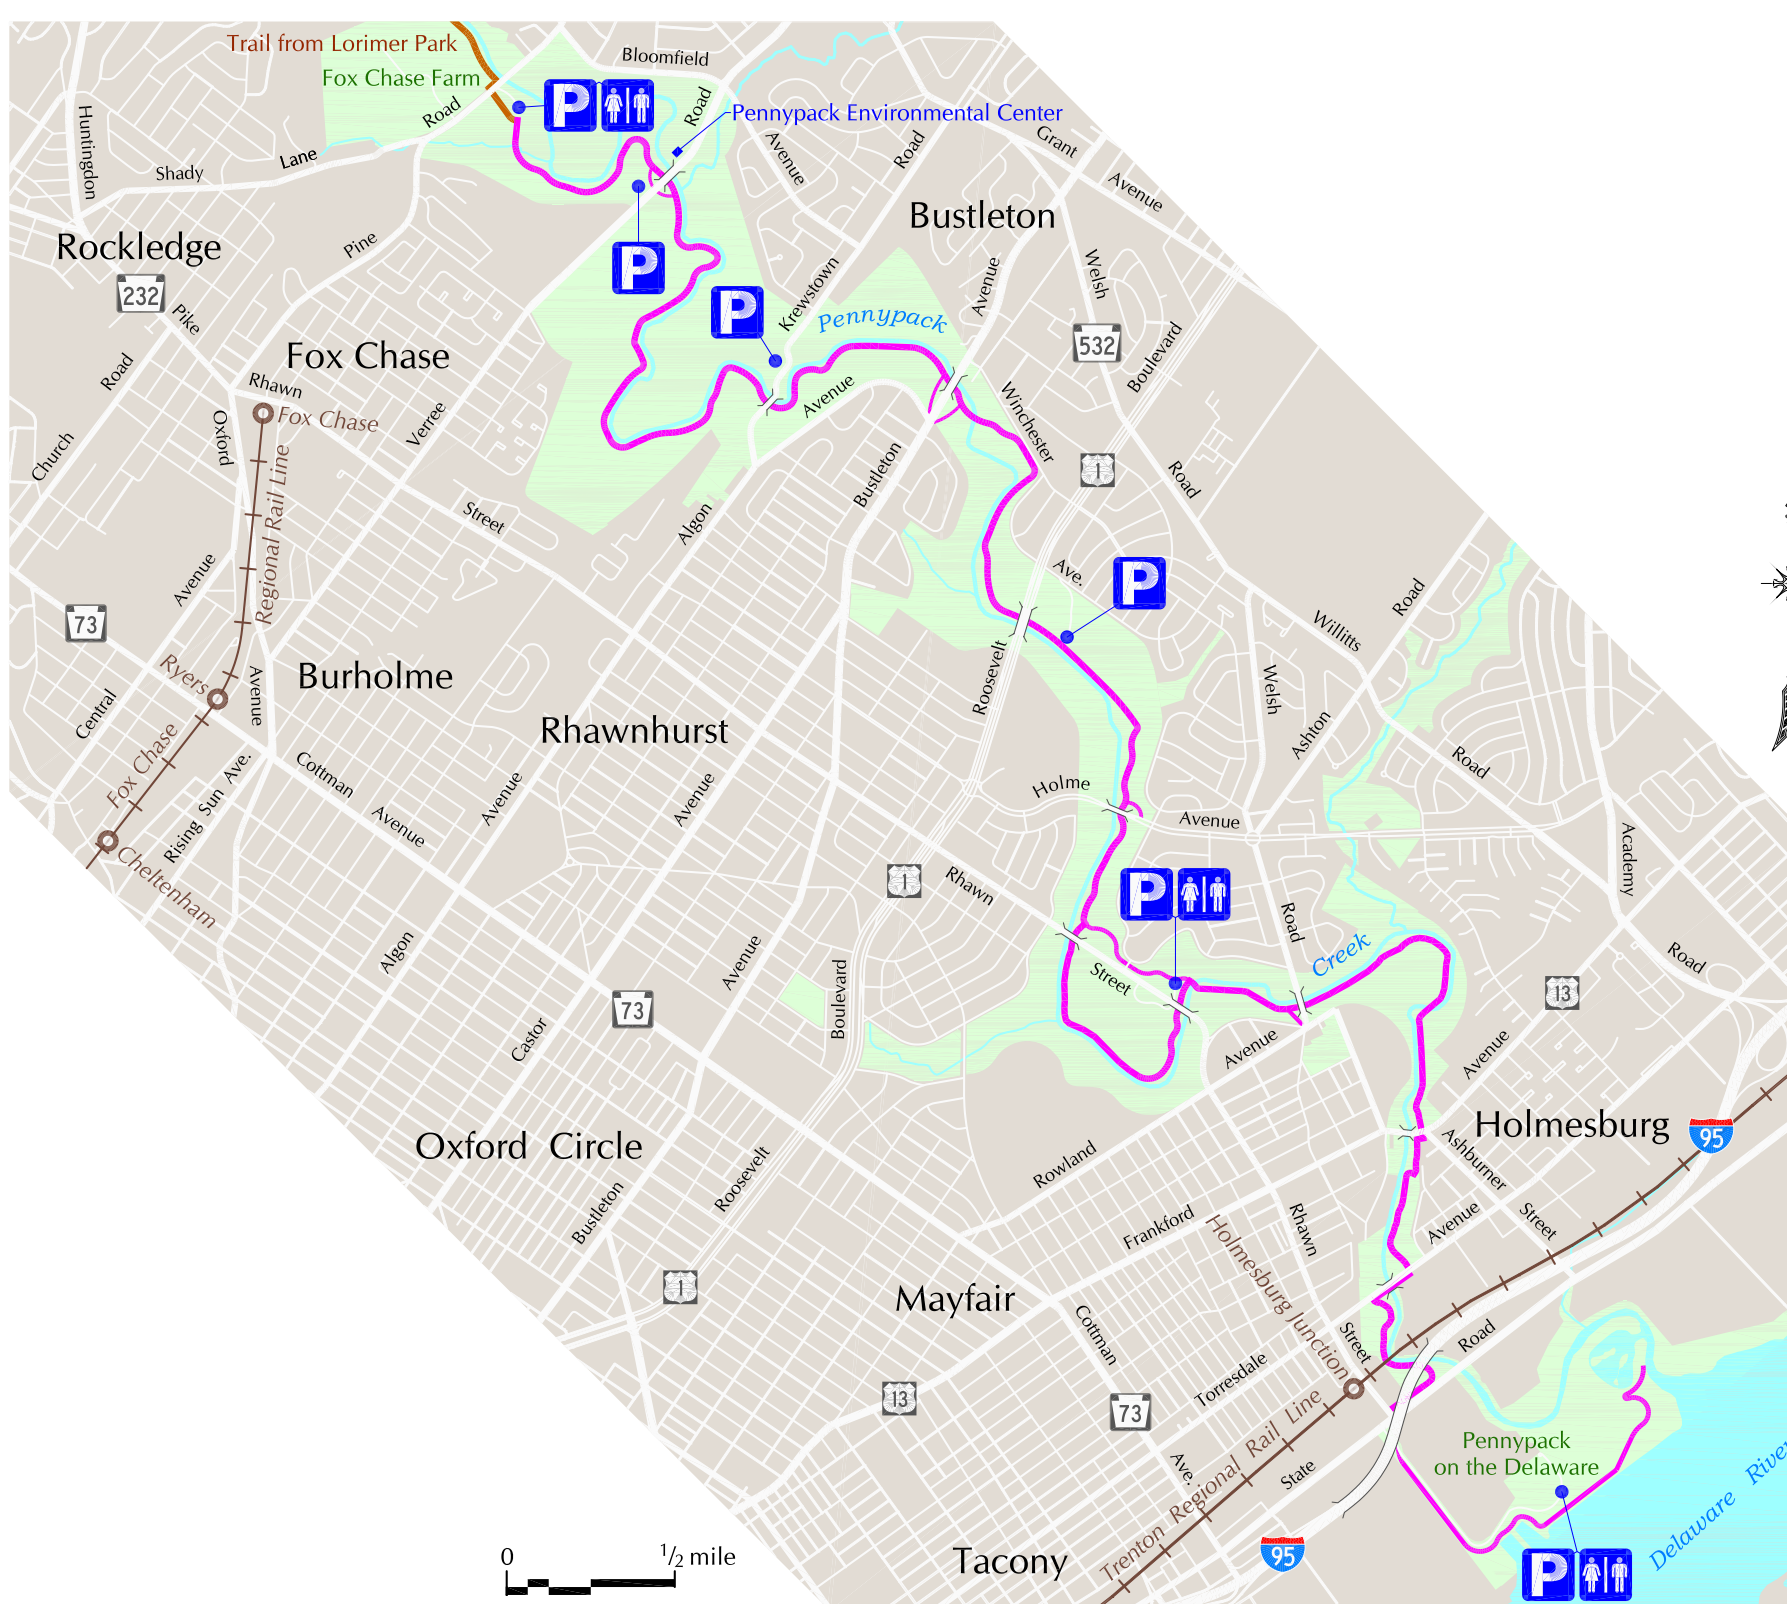 Trail from Lorimer Park
Fox Chase Farm
Bloomfield
Road
Road
Pennypack Environmental Center
P
Huntingdon
Shady
Lane
Avenue
Road
Grant
Avenue
Rockledge
232
Pike
Pine
P
P
Krewstown
Bustleton
Pennypack
Avenue
Welsh
532
Boulevard
Fox Chase
Road
Rhawn
Fox Chase
Oxford
Church
Verree
Avenue
Winchester
1
Regional Rail Line
Street
Algon
Bustleton
Road
Avenue
Ave.
P
Road
Willitts
73
Ryers
Burholme
Avenue
Central
Rhawnhurst
Roosevelt
Welsh
Ashton
Road
Fox Chase
Rising Sun Ave.
Cottman
Avenue
Avenue
Avenue
Holme
Avenue
Academy
Cheltenham
1
Rhawn
P
Road
Creek
Road
Algon
Avenue
Boulevard
Street
13
73
Castor
Avenue
Avenue
Oxford Circle
Roosevelt
Bustleton
Rowland
Holmesburg
95
Ashburner
Street
Frankford
Rhawn
Avenue
Holmesburg Junction
1
Mayfair
Cottman
Street
Road
13
73
Torresdale
Pennypack
on the Delaware
Ave.
State
Trenton Regional Rail Line
Delaware River
0
1/2 mile
Tacony
95
P